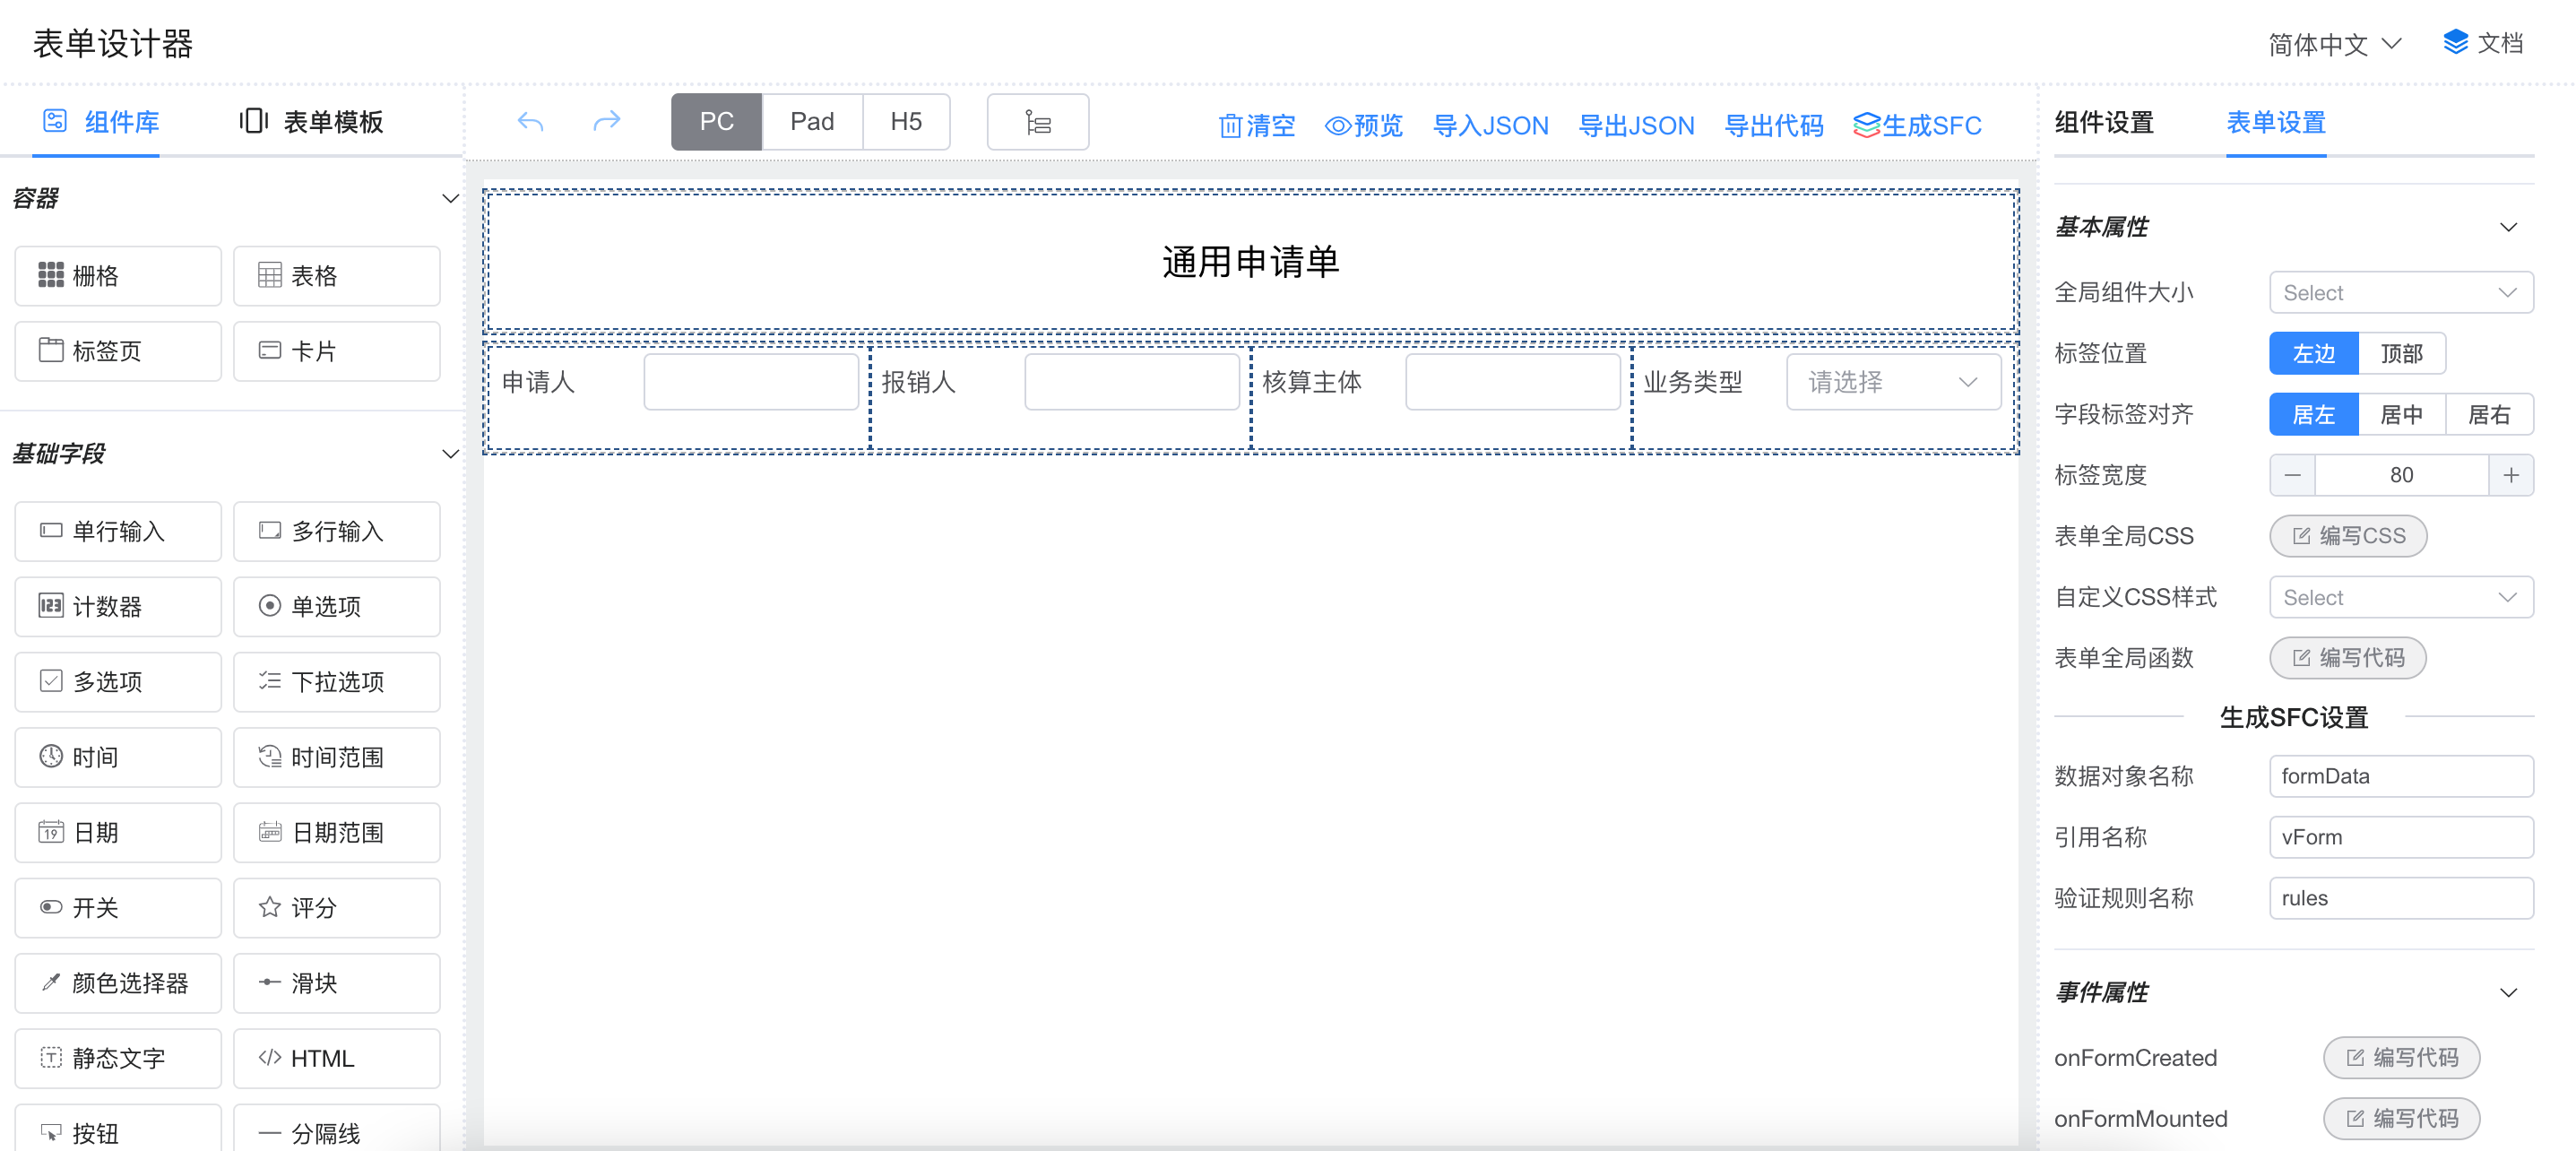 表单设计器
简体中文 文档
组件库 表单模板
容器
栅格 表格
标签页 卡片
基础字段
单行输入 多行输入
计数器 单选项
多选项 下拉选项
时间 时间范围
日期 日期范围
开关 评分
颜色选择器 滑块
静态文字 HTML
按钮 分隔线
PC Pad H5
清空 预览 导入JSON 导出JSON 导出代码 生成SFC
通用申请单
申请人 报销人 核算主体 业务类型 请选择
组件设置 表单设置
基本属性
全局组件大小 Select
标签位置 左边 顶部
字段标签对齐 居左 居中 居右
标签宽度 80
表单全局CSS 编写CSS
自定义CSS样式 Select
表单全局函数 编写代码
生成SFC设置
数据对象名称 formData
引用名称 vForm
验证规则名称 rules
事件属性
onFormCreated 编写代码
onFormMounted 编写代码